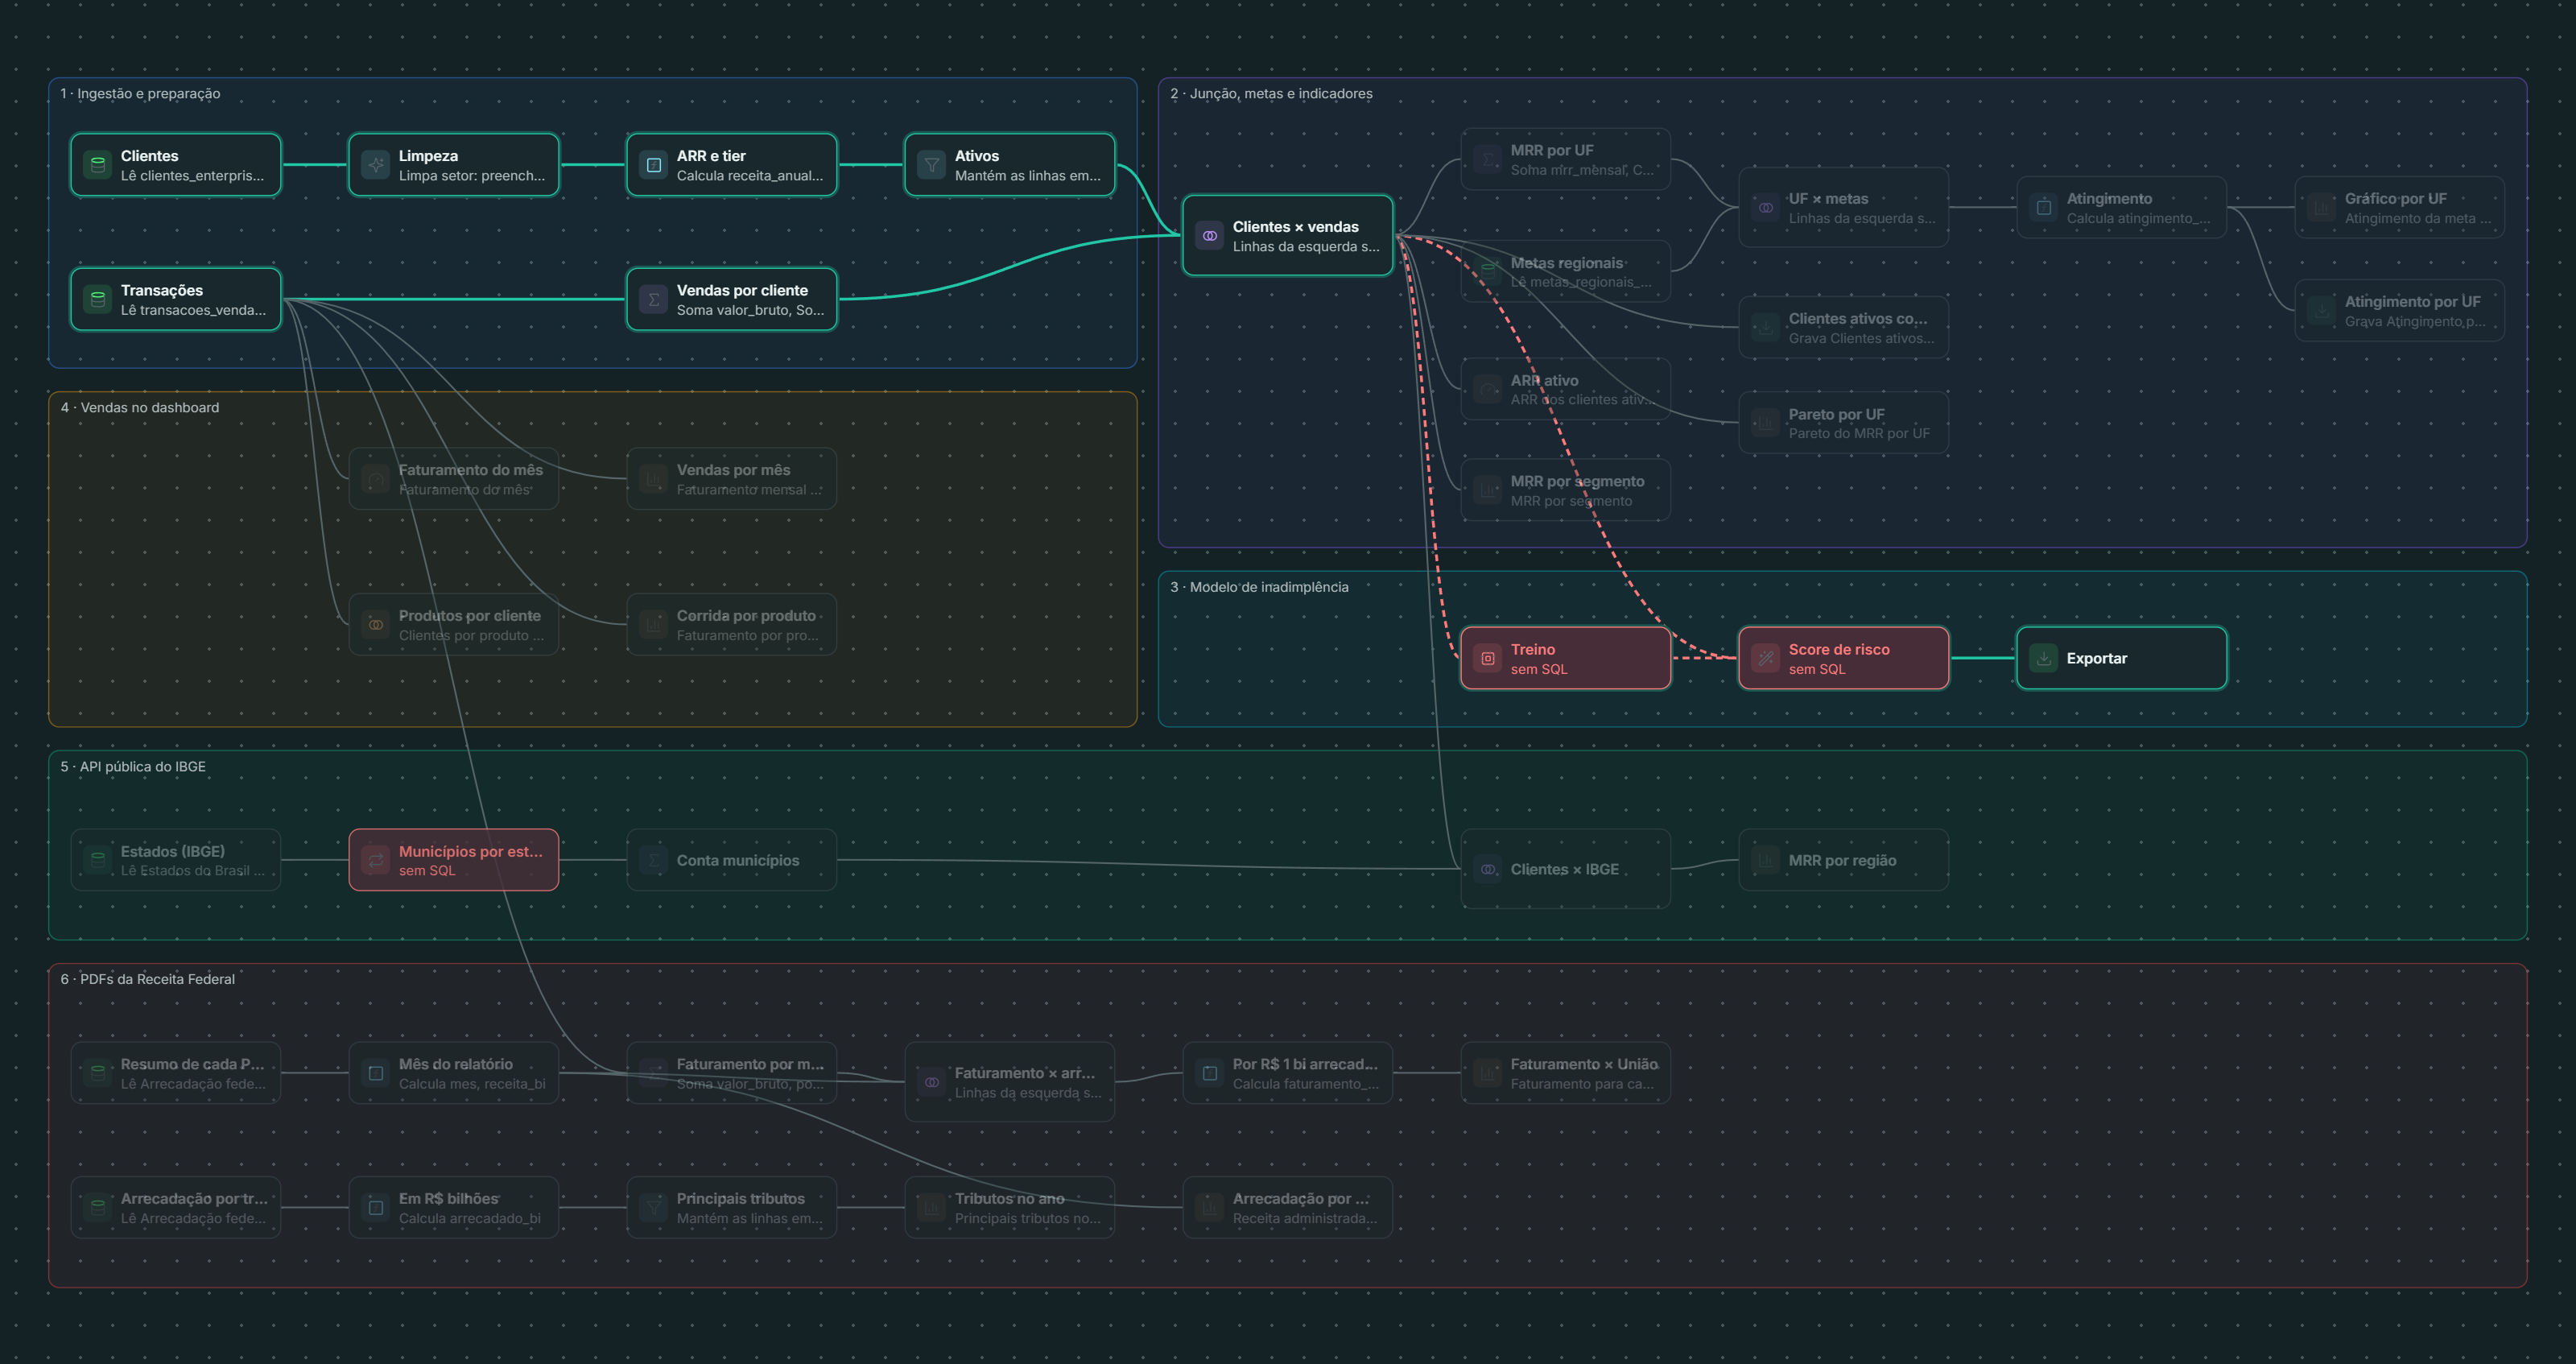 1 · Ingestão e preparação
Clientes
Lê clientes_enterpris...
Limpeza
Limpa setor: preench...
ARR e tier
Calcula receita_anual...
Ativos
Mantém as linhas em...
Transações
Lê transacoes_venda...
Vendas por cliente
Soma valor_bruto, So...
2 · Junção, metas e indicadores
Clientes × vendas
Linhas da esquerda s...
MRR por UF
Soma mrr_mensal, C...
Metas regionais
Lê metas_regionais_...
ARR ativo
ARR dos clientes ativ...
MRR por segmento
MRR por segmento
UF × metas
Linhas da esquerda s...
Clientes ativos co...
Grava Clientes ativos...
Pareto por UF
Pareto do MRR por UF
Atingimento
Calcula atingimento_...
Gráfico por UF
Atingimento da meta ...
Atingimento por UF
Grava Atingimento p...
4 · Vendas no dashboard
Faturamento do mês
Faturamento do mês
Vendas por mês
Faturamento mensal ...
Produtos por cliente
Clientes por produto ...
Corrida por produto
Faturamento por pro...
3 · Modelo de inadimplência
Treino
sem SQL
Score de risco
sem SQL
Exportar
5 · API pública do IBGE
Estados (IBGE)
Lê Estados do Brasil ...
Municípios por est...
sem SQL
Conta municípios
Clientes × IBGE
MRR por região
6 · PDFs da Receita Federal
Resumo de cada P...
Lê Arrecadação fede...
Mês do relatório
Calcula mes, receita_bi
Faturamento por m...
Soma valor_bruto, po...
Faturamento × arr...
Linhas da esquerda s...
Por R$ 1 bi arrecad...
Calcula faturamento_...
Faturamento × União
Faturamento para ca...
Arrecadação por tr...
Lê Arrecadação fede...
Em R$ bilhões
Calcula arrecadado_bi
Principais tributos
Mantém as linhas em...
Tributos no ano
Principais tributos no...
Arrecadação por ...
Receita administrada...